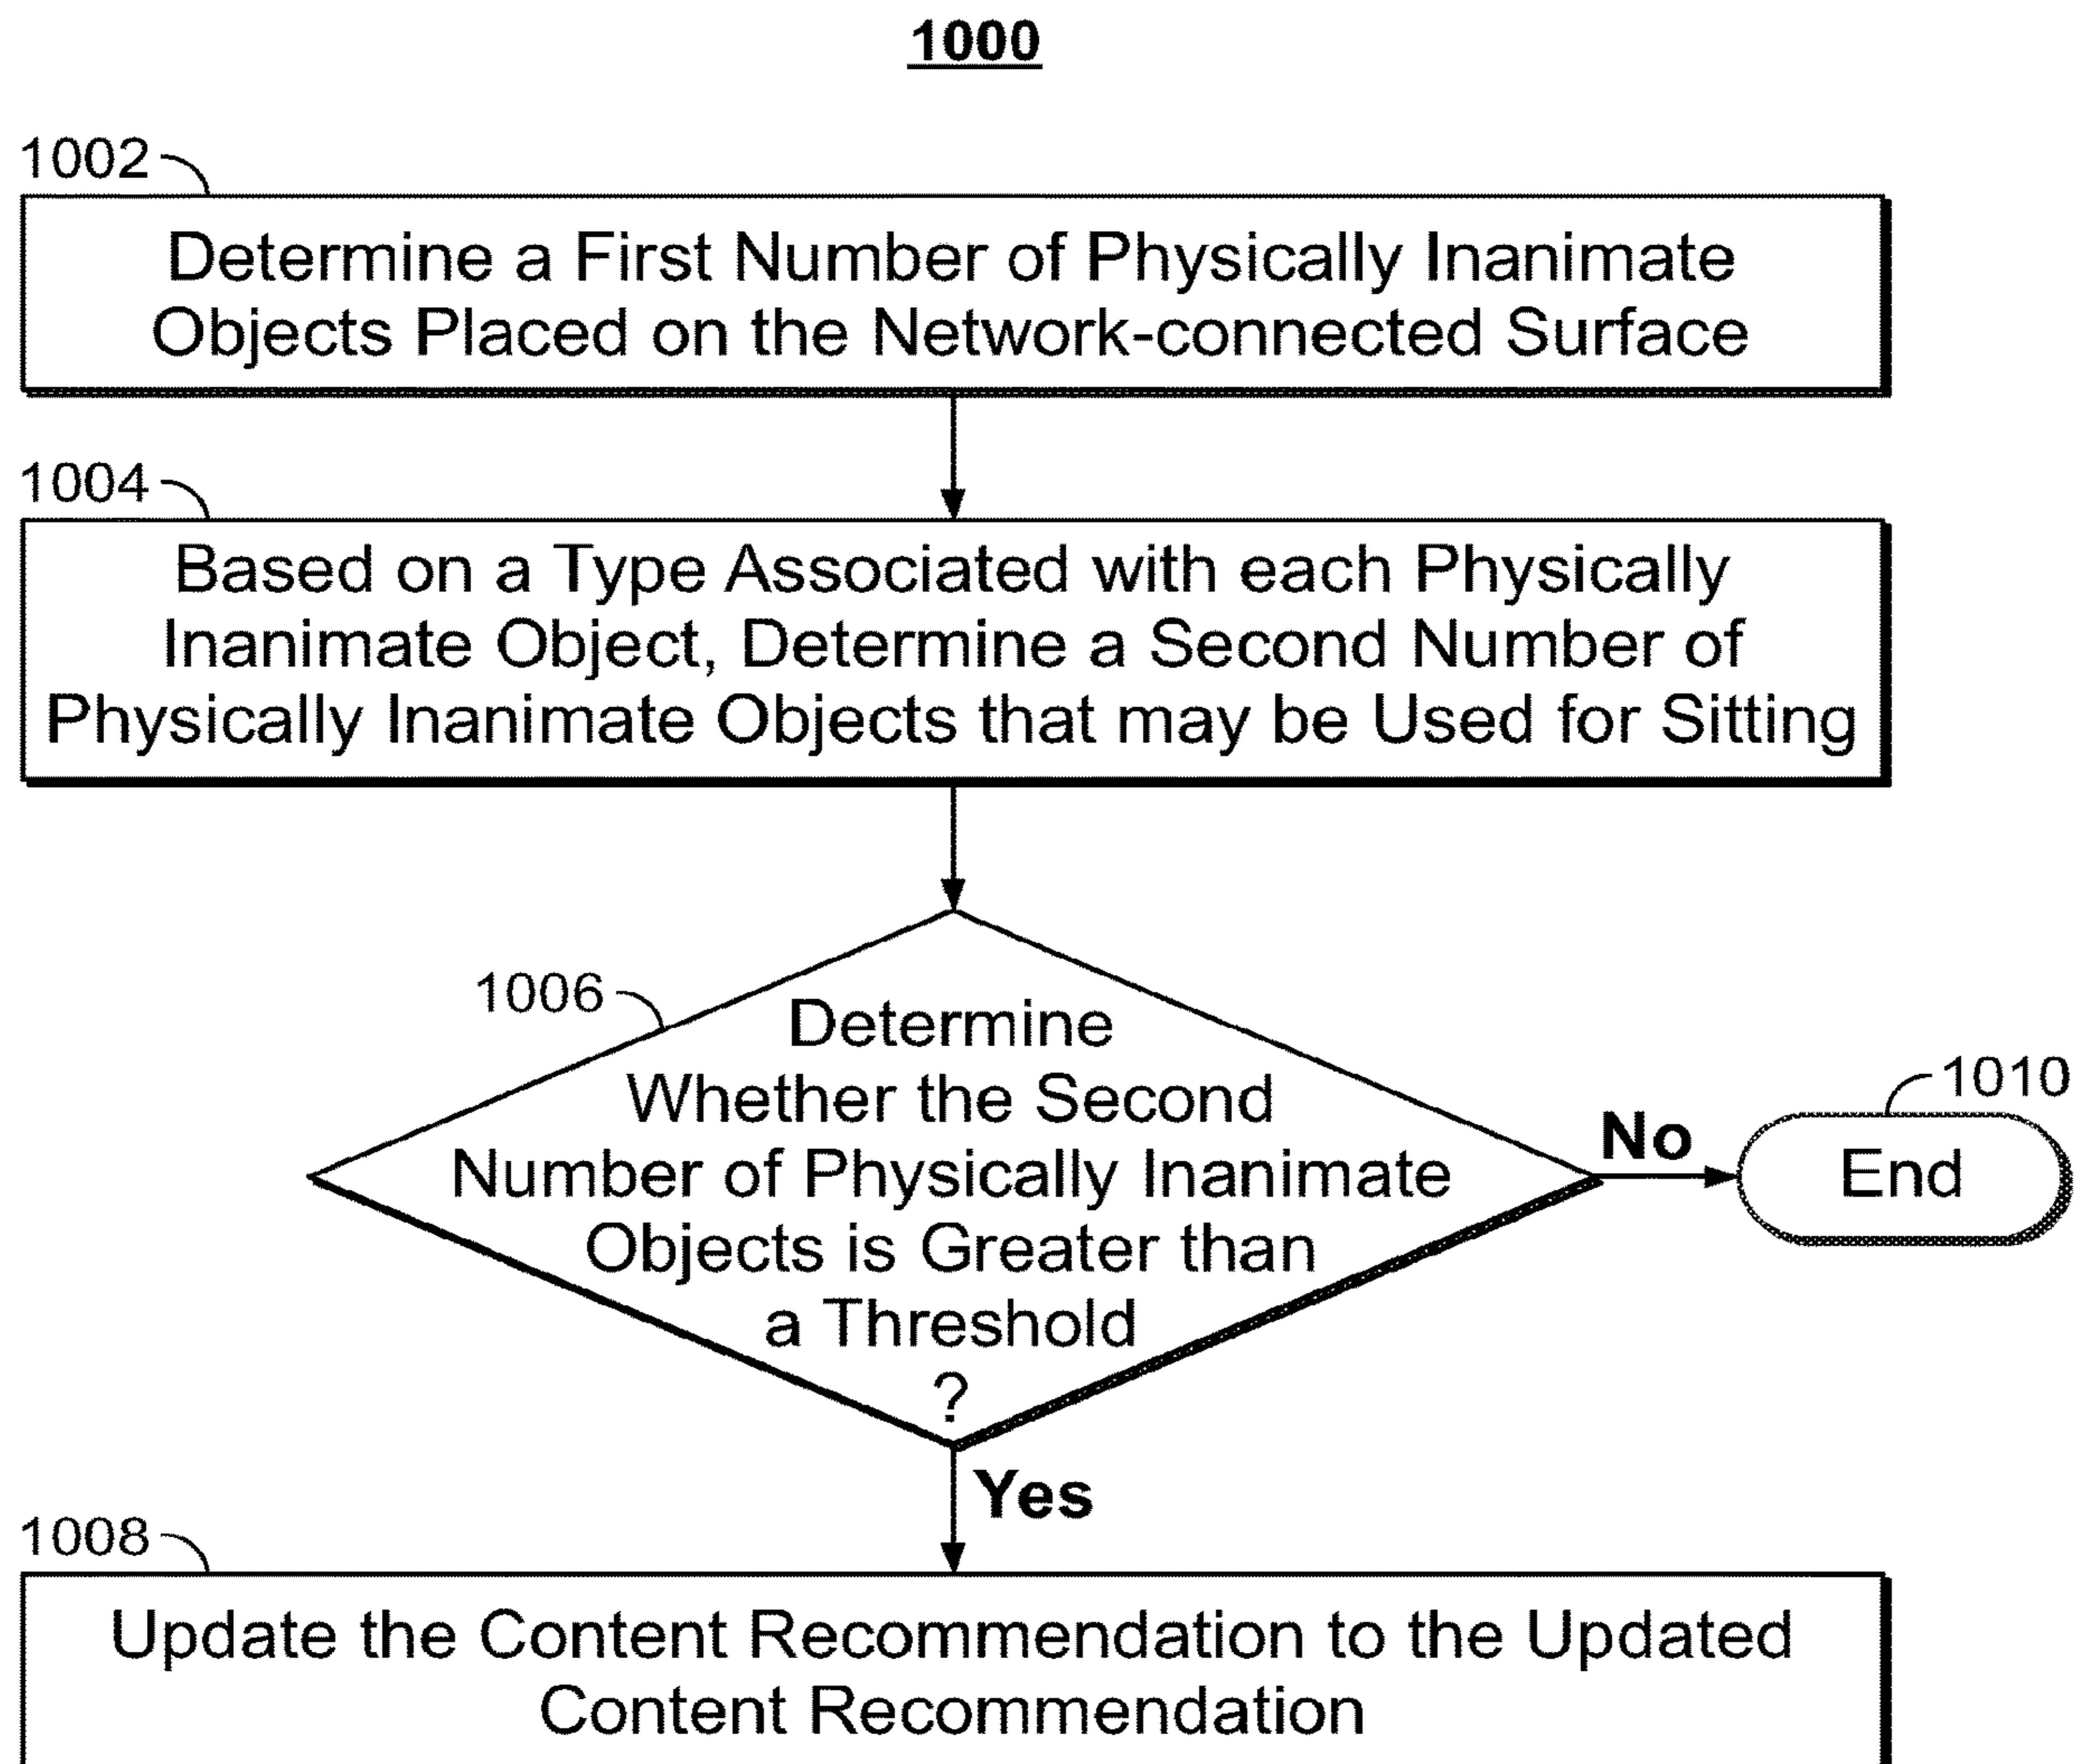 1000
1002
Determine a First Number of Physically Inanimate
Objects Placed on the Network-connected Surface
1004
Based on a Type Associated with each Physically
Inanimate Object, Determine a Second Number of
Physically Inanimate Objects that may be Used for Sitting
1006
Determine
Whether the Second
Number of Physically Inanimate
Objects is Greater than
a Threshold
?
No
1010
End
Yes
1008
Update the Content Recommendation to the Updated
Content Recommendation